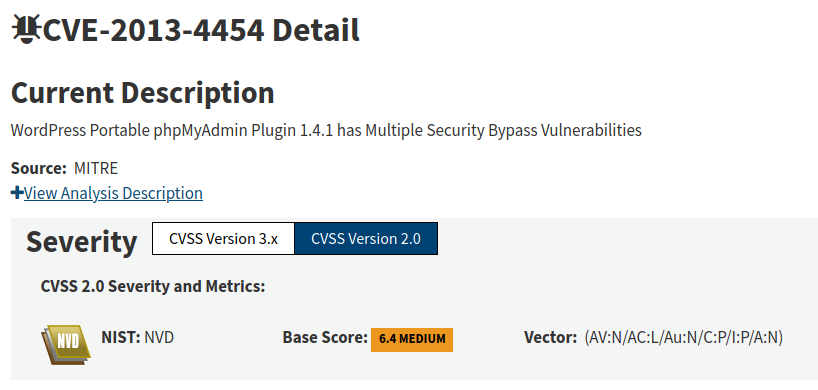 CVE-2013-4454 Detail
Current Description
WordPress Portable phpMyAdmin Plugin 1.4.1 has Multiple Security Bypass Vulnerabilities
Source: MITRE
+View Analysis Description
Severity CVSS Version 3.x CVSS Version 2.0
CVSS 2.0 Severity and Metrics:
NVD NIST: NVD Base Score: 6.4 MEDIUM Vector: (AV:N/AC:L/Au:N/C:P/I:P/A:N)